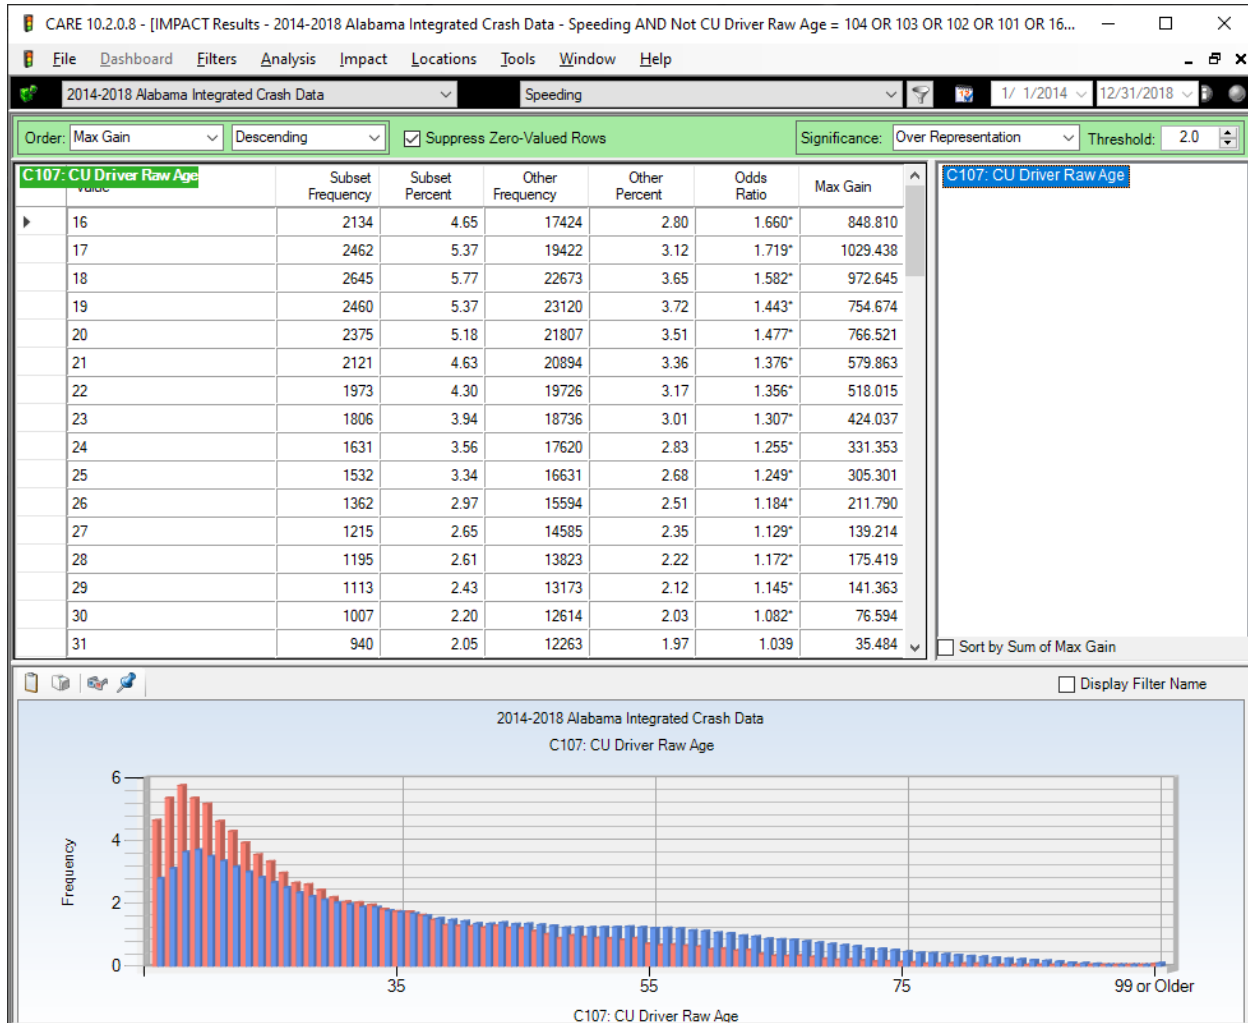 CARE 10.2.0.8 - [IMPACT Results - 2014-2018 Alabama Integrated Crash Data - Speeding AND Not CU Driver Raw Age = 104 OR 103 OR 102 OR 101 OR 16...
File Dashboard Filters Analysis Impact Locations Tools Window Help
2014-2018 Alabama Integrated Crash Data Speeding 1/ 1/2014 12/31/2018
Order: Max Gain Descending Suppress Zero-Valued Rows Significance: Over Representation Threshold: 2.0
C107: CU Driver Raw Age Subset Frequency Subset Percent Other Frequency Other Percent Odds Ratio Max Gain C107: CU Driver Raw Age
16 2134 4.65 17424 2.80 1.660* 848.810
17 2462 5.37 19422 3.12 1.719* 1029.438
18 2645 5.77 22673 3.65 1.582* 972.645
19 2460 5.37 23120 3.72 1.443* 754.674
20 2375 5.18 21807 3.51 1.477* 766.521
21 2121 4.63 20894 3.36 1.376* 579.863
22 1973 4.30 19726 3.17 1.356* 518.015
23 1806 3.94 18736 3.01 1.307* 424.037
24 1631 3.56 17620 2.83 1.255* 331.353
25 1532 3.34 16631 2.68 1.249* 305.301
26 1362 2.97 15594 2.51 1.184* 211.790
27 1215 2.65 14585 2.35 1.129* 139.214
28 1195 2.61 13823 2.22 1.172* 175.419
29 1113 2.43 13173 2.12 1.145* 141.363
30 1007 2.20 12614 2.03 1.082* 76.594
31 940 2.05 12263 1.97 1.039 35.484
Sort by Sum of Max Gain
Display Filter Name
2014-2018 Alabama Integrated Crash Data
C107: CU Driver Raw Age
6
4
2
0
Frequency
35 55 75 99 or Older
C107: CU Driver Raw Age